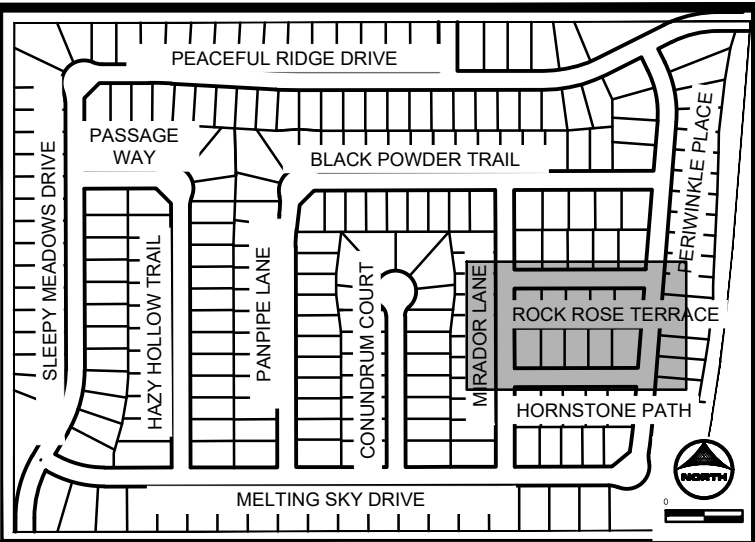 PEACEFUL RIDGE DRIVE
PASSAGE
WAY
BLACK POWDER TRAIL
PERIWINKLE PLACE
SLEEPY MEADOWS DRIVE
HAZY HOLLOW TRAIL
PANPIPE LANE
CONUNDRUM COURT
MIRADOR LANE
ROCK ROSE TERRACE
HORNSTONE PATH
MELTING SKY DRIVE
NORTH
0